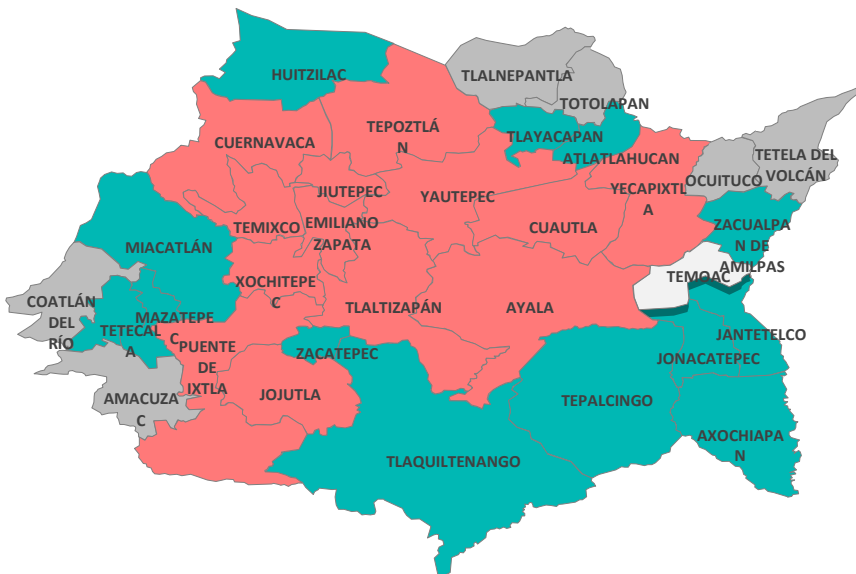 HUITZILAC
TLALNEPANTLA
TOTOLAPAN
CUERNAVACA
TEPOZTLÁ
N
TLAYACAPAN
ATLATLAHUCAN
TETELA DEL
VOLCÁN
OCUITUCO
JIUTEPEC
YAUTEPEC
YECAPIXTL
A
TEMIXCO
EMILIANO
ZAPATA
CUAUTLA
ZACUALPA
N DE
AMILPAS
MIACATLÁN
XOCHITEPE
C
TEMOAC
COATLÁN
DEL
RÍO
MAZATEPE
C
TLALTIZAPÁN
AYALA
TETECAL
A
PUENTE
DE
IXTLA
ZACATEPEC
JANTETELCO
JONACATEPEC
AMACUZA
C
JOJUTLA
TEPALCINGO
AXOCHIAPA
N
TLAQUILTENANGO